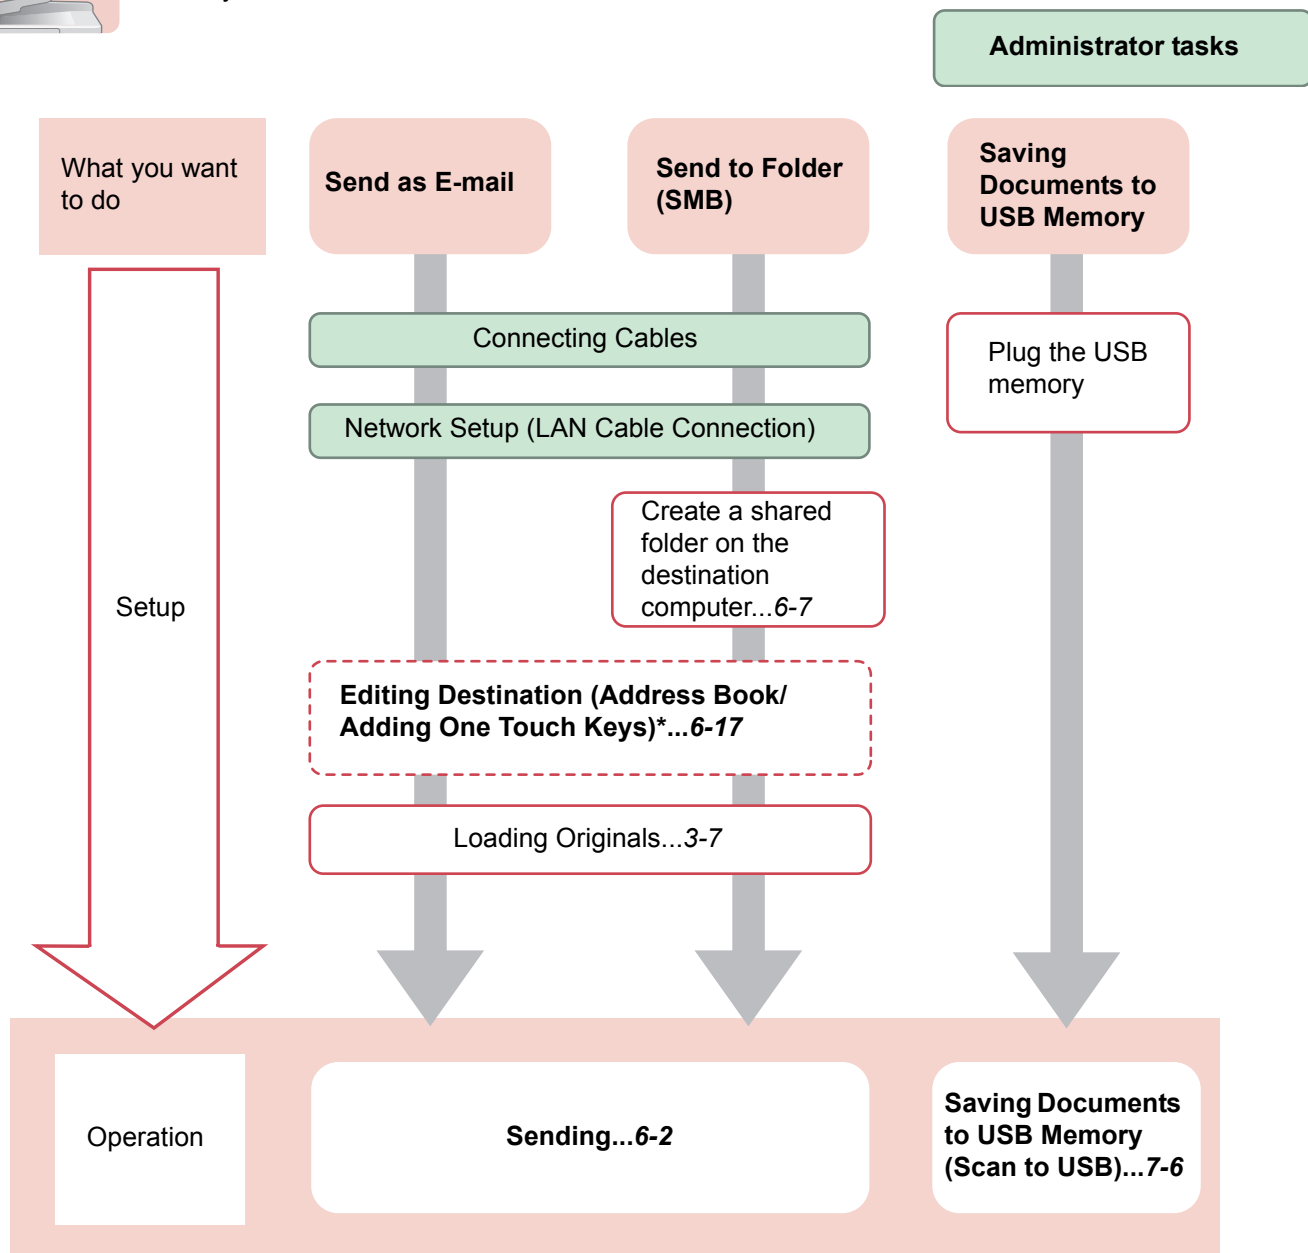 Administrator tasks
What you want
to do
Send as E-mail
Send to Folder
(SMB)
Saving
Documents to
USB Memory
Connecting Cables
Plug the USB
memory
Network Setup (LAN Cable Connection)
Create a shared
folder on the
destination
computer...6-7
Setup
Editing Destination (Address Book/
Adding One Touch Keys)*...6-17
Loading Originals...3-7
Operation
Sending...6-2
Saving Documents
to USB Memory
(Scan to USB)...7-6